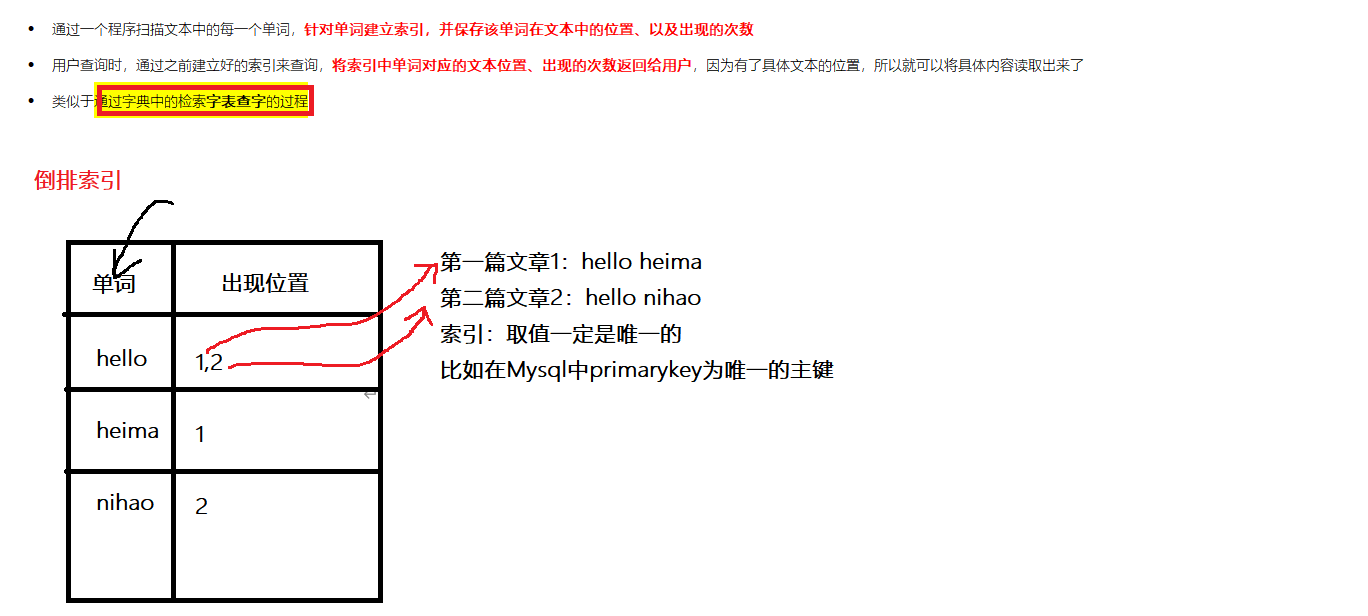 通过一个程序扫描文本中的每一个单词，针对单词建立索引，并保存该单词在文本中的位置、以及出现的次数
用户查询时，通过之前建立好的索引来查询，将索引中单词对应的文本位置、出现的次数返回给用户，因为有了具体文本的位置，所以就可以将具体内容读取出来了
类似于通过字典中的检索字表查字的过程
倒排索引
单词 出现位置
hello 1,2
heima 1
nihao 2
第一篇文章1：hello heima
第二篇文章2：hello nihao
索引：取值一定是唯一的
比如在Mysql中primarykey为唯一的主键